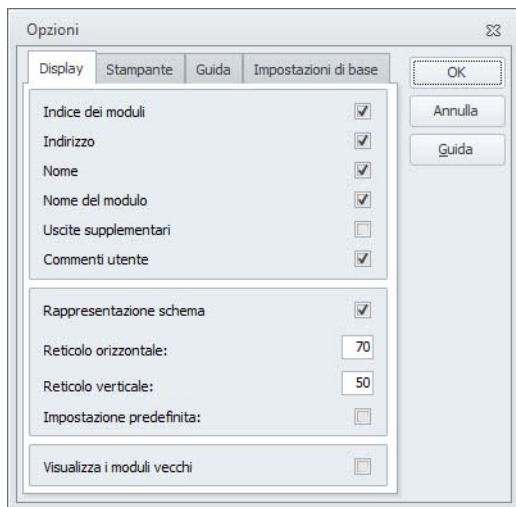 Opzioni
Display Stampante Guida Impostazioni di base
Indice dei moduli
Indirizzo
Nome
Nome del modulo
Uscite supplementari
Commenti utente
Rappresentazione schema
Reticolo orizzontale: 70
Reticolo verticale: 50
Impostazione predefinita:
Visualizza i moduli vecchi
OK
Annulla
Guida